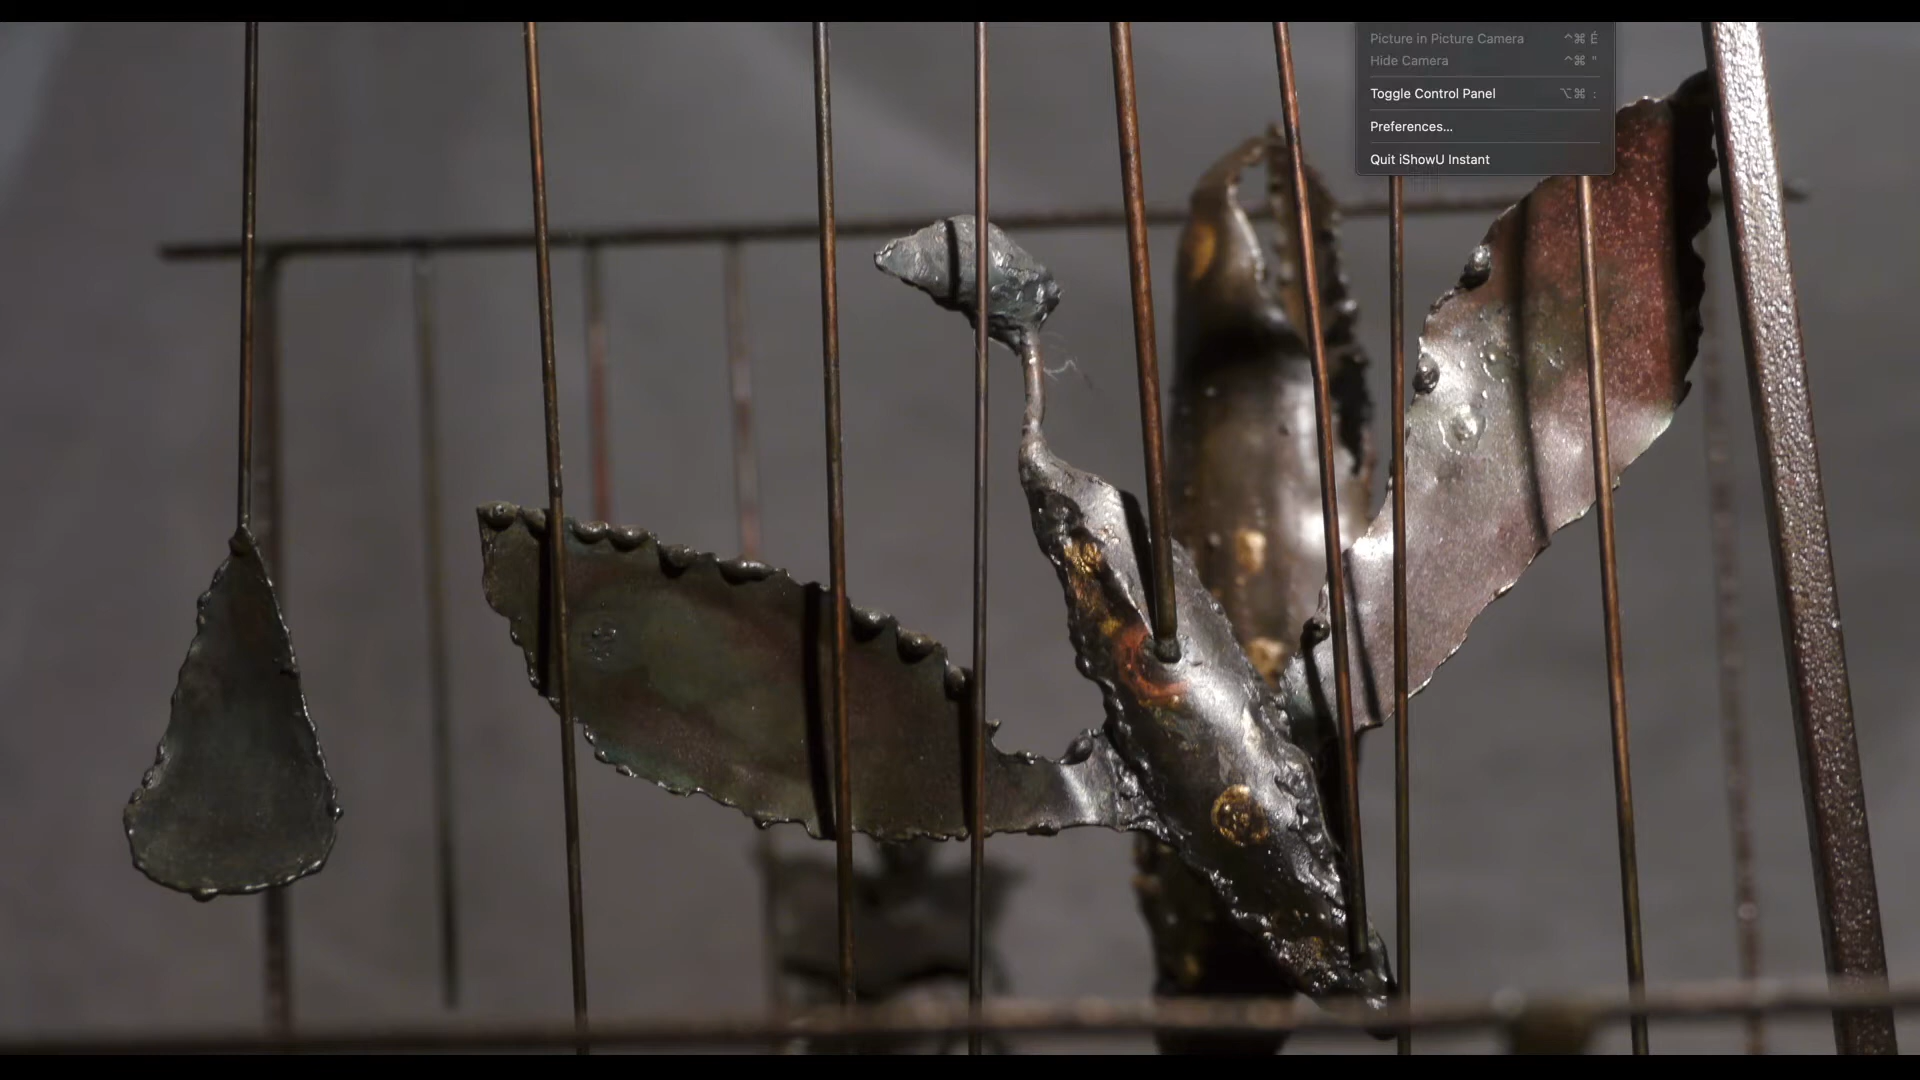 Picture in Picture Camera ^⌘ É
Hide Camera ^⌘ "
Toggle Control Panel ⌥⌘ :
Preferences...
Quit iShowU Instant